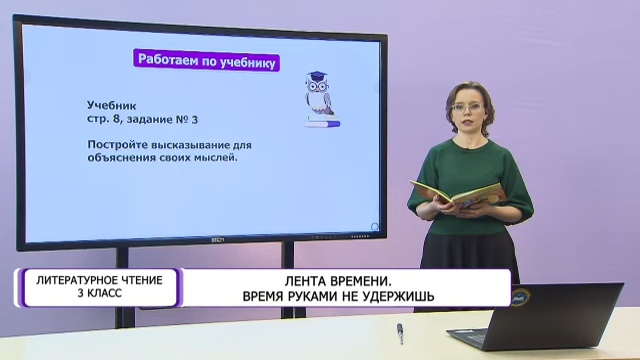 Работаем по учебнику
Учебник
стр. 8, задание № 3
Постройте высказывание для
объяснения своих мыслей.
ЛИТЕРАТУРНОЕ ЧТЕНИЕ
3 КЛАСС
ЛЕНТА ВРЕМЕНИ.
ВРЕМЯ РУКАМИ НЕ УДЕРЖИШЬ